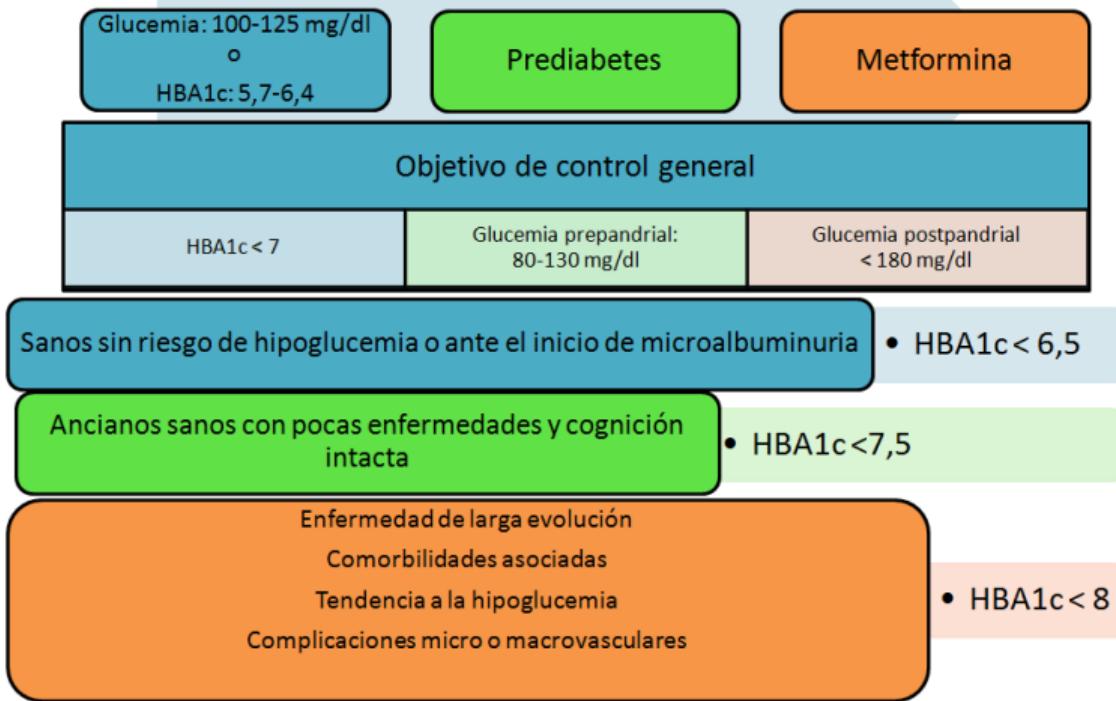 Glucemia: 100-125 mg/dl
o
HBA1c: 5,7-6,4
Prediabetes
Metformina
Objetivo de control general
HBA1c < 7
Glucemia prepandrial:
80-130 mg/dl
Glucemia postpandrial
< 180 mg/dl
Sanos sin riesgo de hipoglucemia o ante el inicio de microalbuminuria
• HBA1c < 6,5
Ancianos sanos con pocas enfermedades y cognición
intacta
• HBA1c <7,5
Enfermedad de larga evolución
Comorbilidades asociadas
Tendencia a la hipoglucemia
Complicaciones micro o macrovasculares
• HBA1c < 8